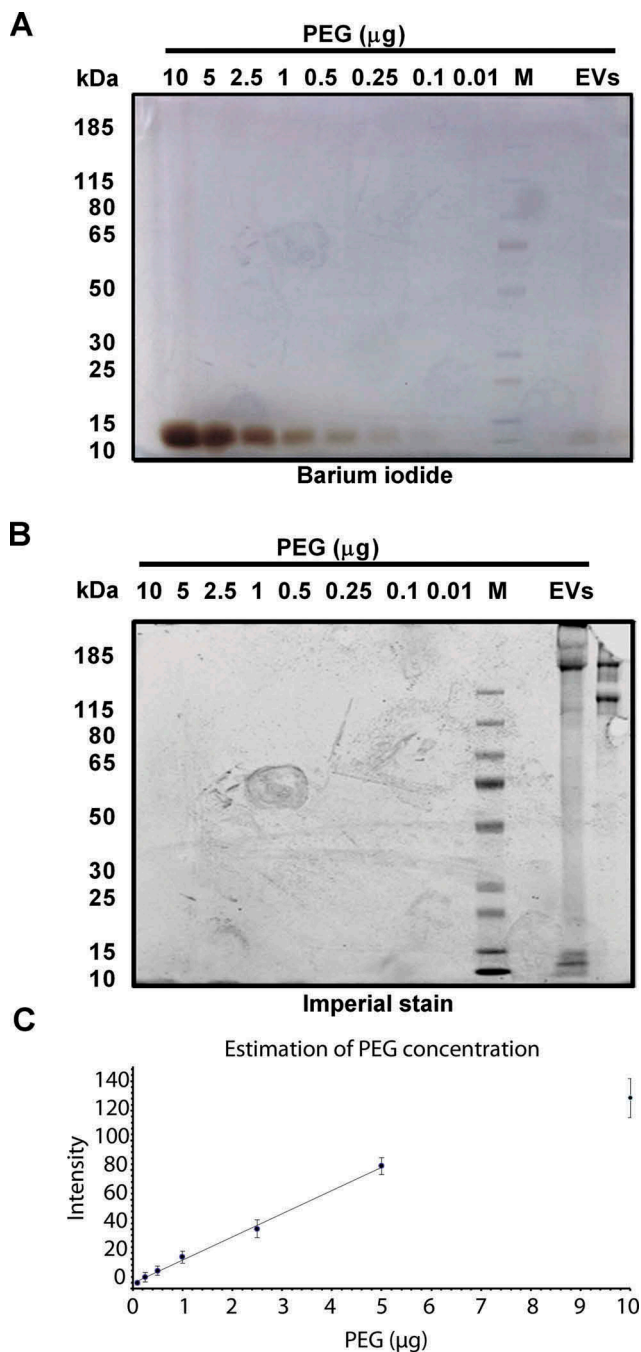 A
PEG (μg)
kDa 10 5 2.5 1 0.5 0.25 0.1 0.01 M EVs
185
115
80
65
50
30
25
15
10
Barium iodide
B
PEG (μg)
kDa 10 5 2.5 1 0.5 0.25 0.1 0.01 M EVs
185
115
80
65
50
30
25
15
10
Imperial stain
C
Estimation of PEG concentration
140
120
100
80
60
40
20
0
Intensity
0 1 2 3 4 5 6 7 8 9 10
PEG (μg)